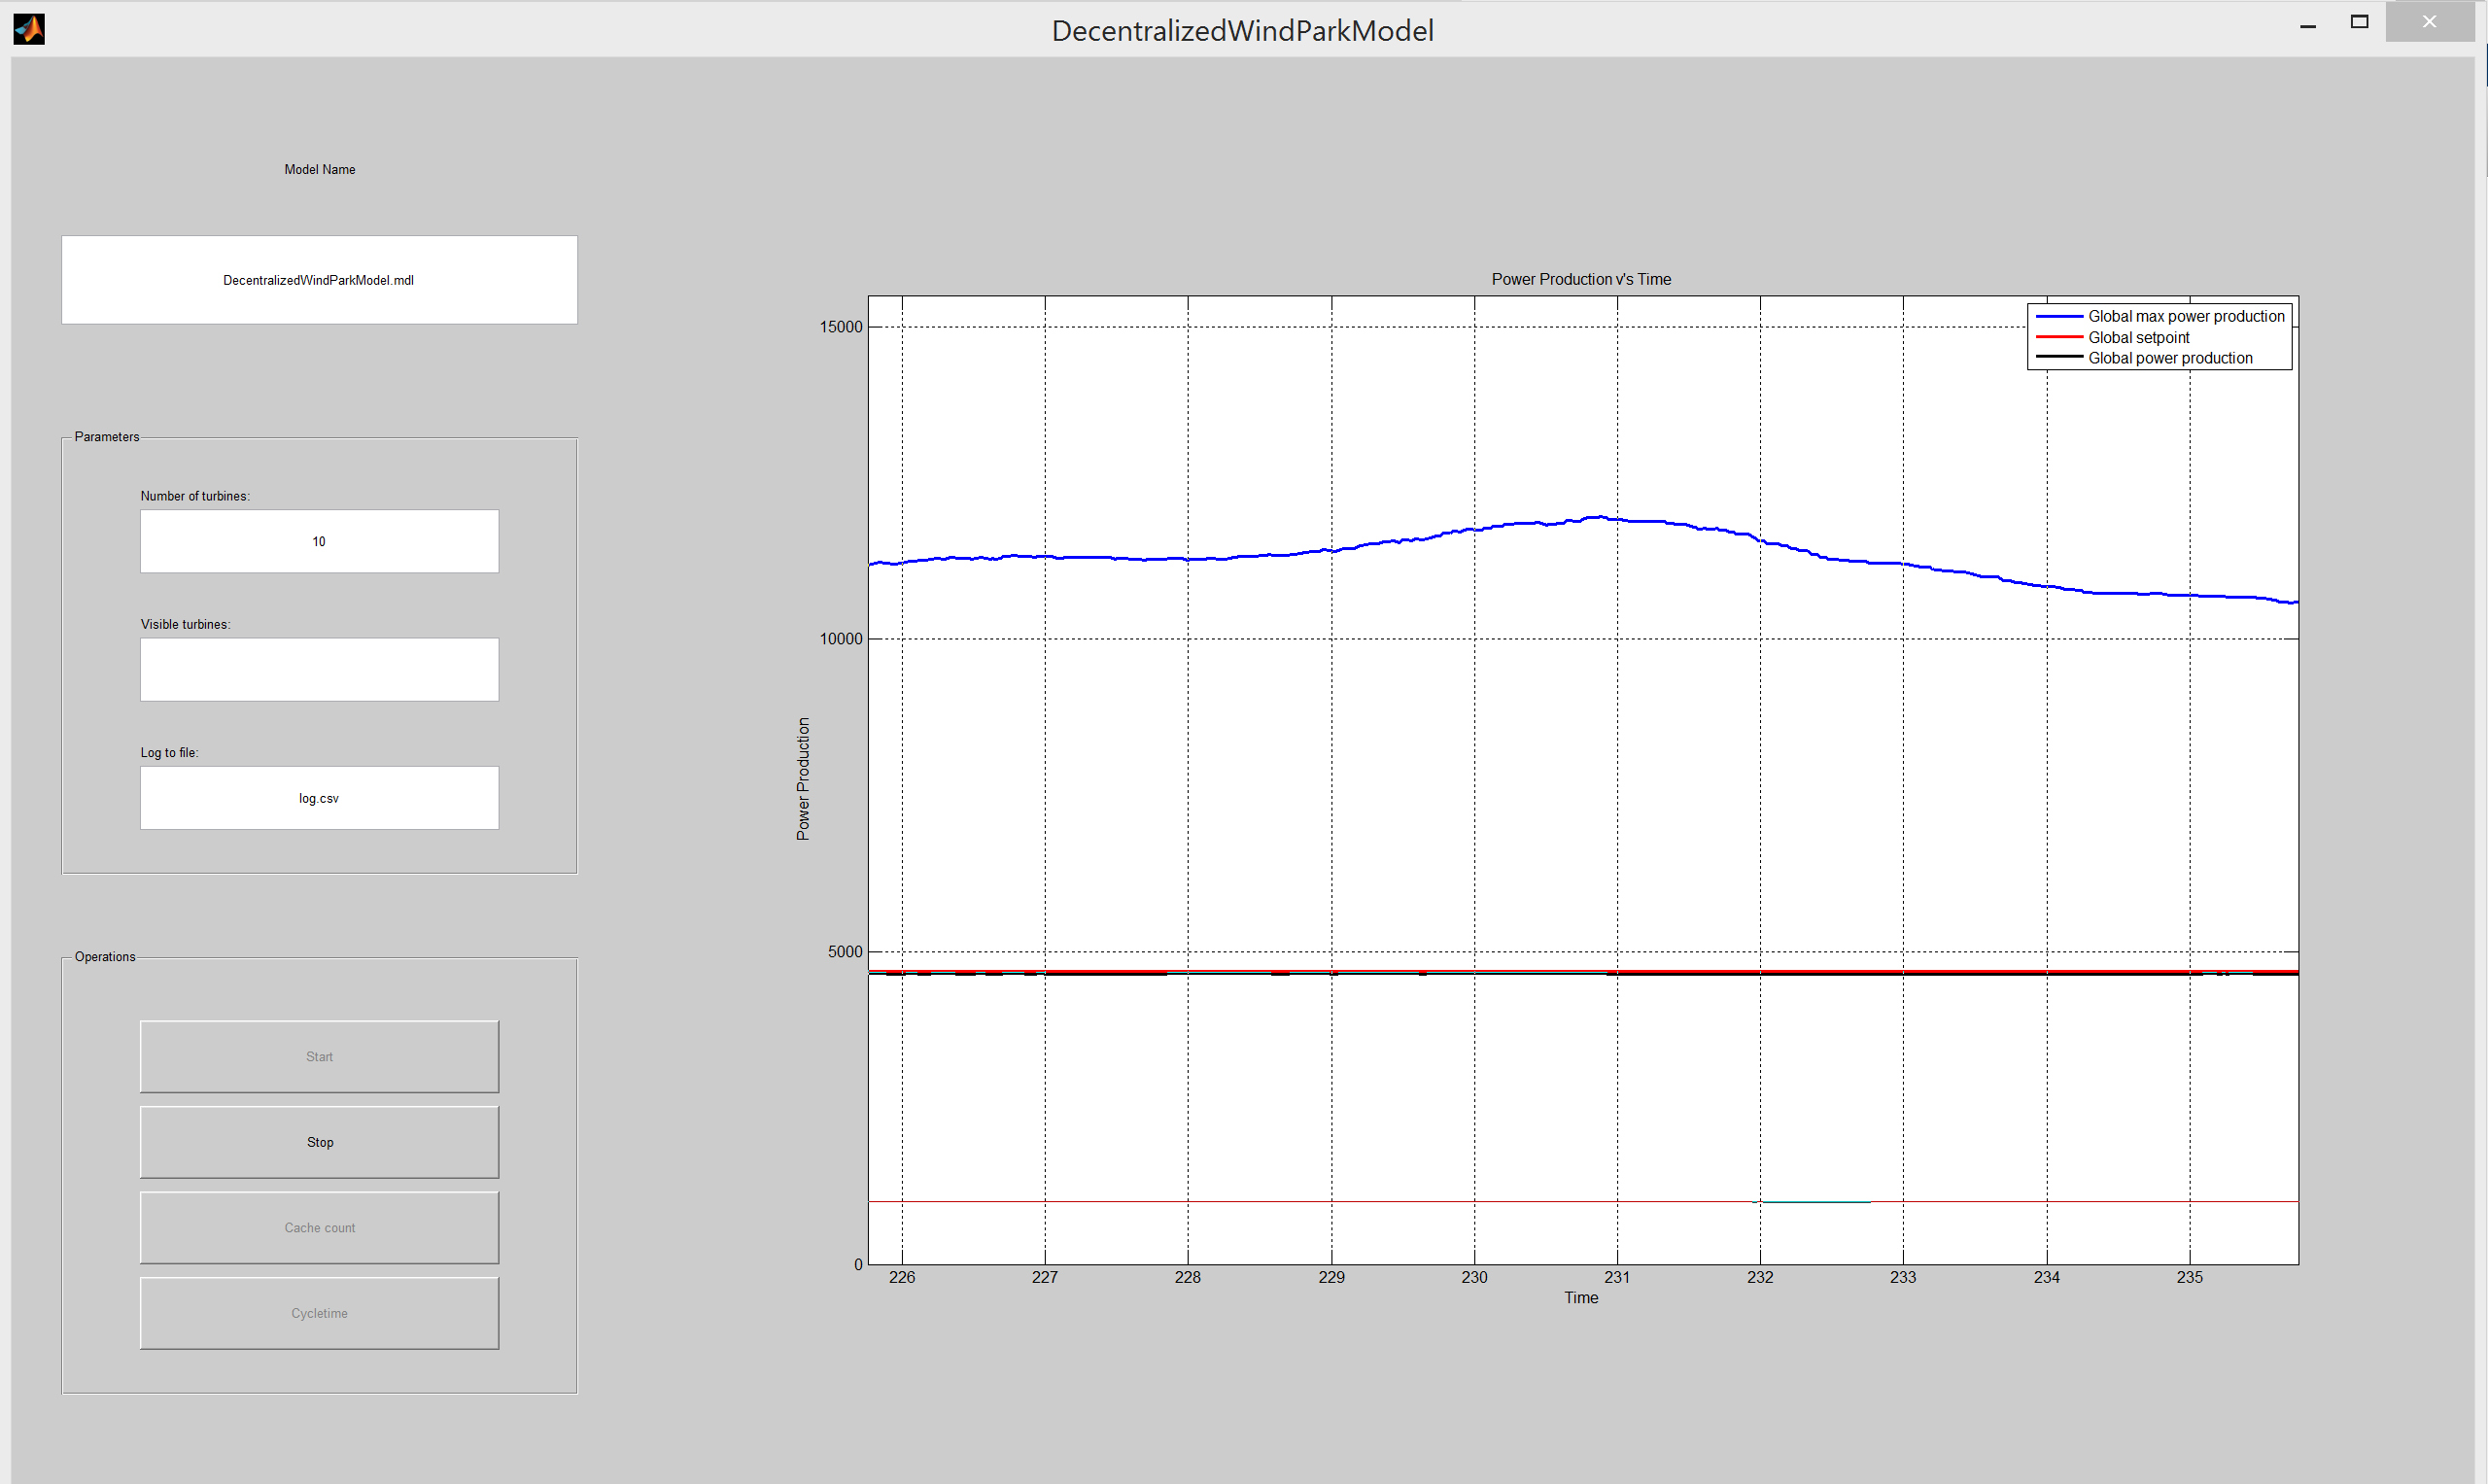 DecentralizedWindParkModel
Model Name
DecentralizedWindParkModel.mdl
Parameters
Number of turbines:
10
Visible turbines:
Log to file:
log.csv
Operations
Start
Stop
Cache count
Cycletime
Power Production v's Time
Global max power production
Global setpoint
Global power production
15000
10000
5000
0
Power Production
226 227 228 229 230 231 232 233 234 235
Time